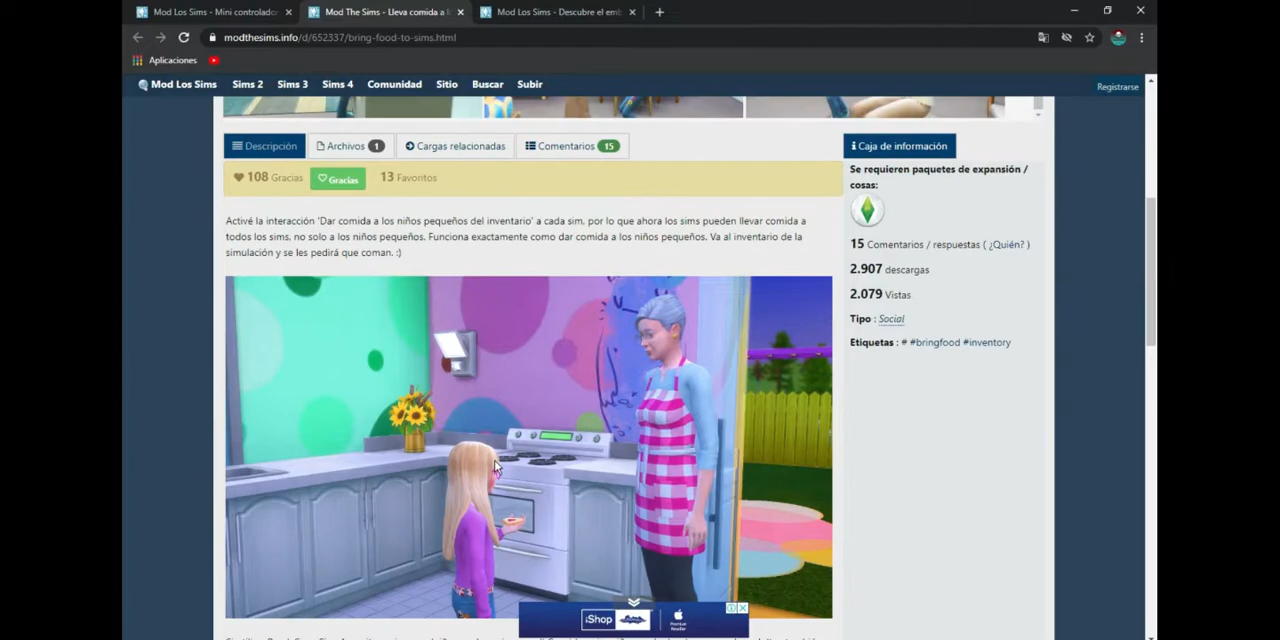 Mod Los Sims - Mini controlador
Mod The Sims - Lleva comida a l
Mod Los Sims - Descubre el emb
modthesims.info/d/652337/bring-food-to-sims.html
Aplicaciones
Mod Los Sims Sims 2 Sims 3 Sims 4 Comunidad Sitio Buscar Subir
Registrarse
Descripción Archivos 1 Cargas relacionadas Comentarios 15
108 Gracias Gracias 13 Favoritos
Activé la interacción 'Dar comida a los niños pequeños del inventario' a cada sim, por lo que ahora los sims pueden llevar comida a
todos los sims, no solo a los niños pequeños. Funciona exactamente como dar comida a los niños pequeños. Va al inventario de la
simulación y se les pedirá que coman. :)
Caja de información
Se requieren paquetes de expansión /
cosas:
15 Comentarios / respuestas ( ¿Quién? )
2.907 descargas
2.079 Vistas
Tipo : Social
Etiquetas : # #bringfood #inventory
iShop
Premium
Reseller